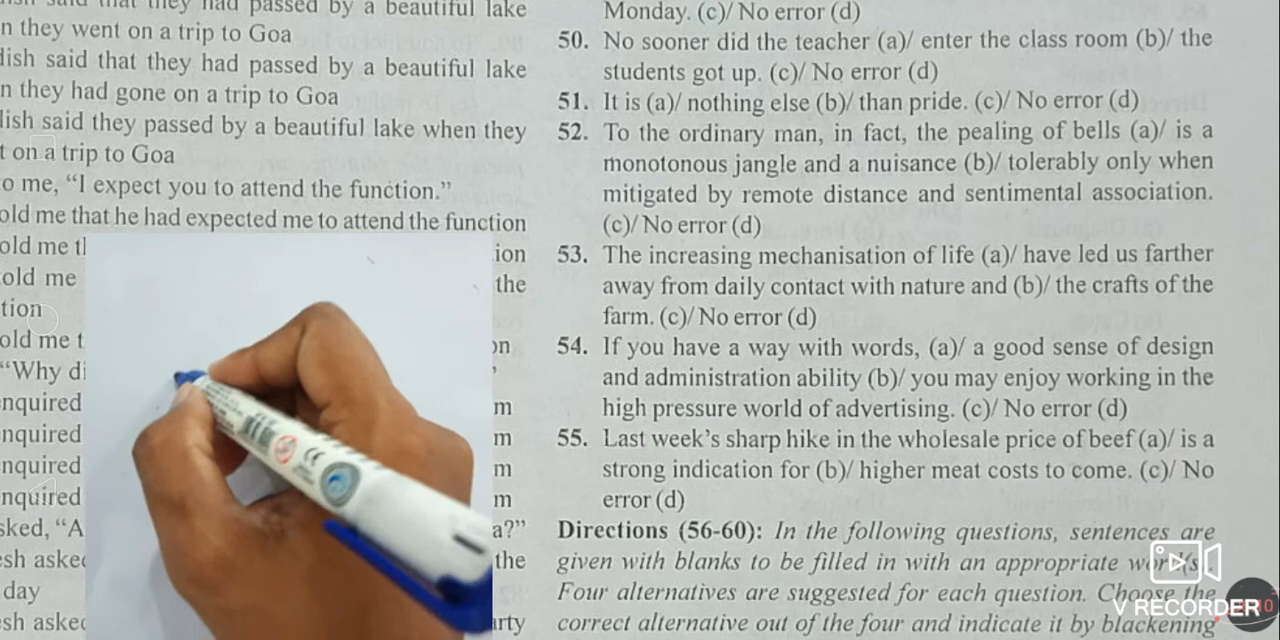 said that they had passed by a beautiful lake
n they went on a trip to Goa
lish said that they had passed by a beautiful lake
n they had gone on a trip to Goa
lish said they passed by a beautiful lake when they
t on a trip to Goa
o me, “I expect you to attend the function.”
old me that he had expected me to attend the function
old me tl
ion
told me
the
tion
old me t
on
“Why di
nquired
m
nquired
m
nquired
m
nquired
m
sked, “A
a?”
esh asked
the
day
esh asked
arty
Monday. (c)/ No error (d)
50. No sooner did the teacher (a)/ enter the class room (b)/ the
students got up. (c)/ No error (d)
51. It is (a)/ nothing else (b)/ than pride. (c)/ No error (d)
52. To the ordinary man, in fact, the pealing of bells (a)/ is a
monotonous jangle and a nuisance (b)/ tolerably only when
mitigated by remote distance and sentimental association.
(c)/ No error (d)
53. The increasing mechanisation of life (a)/ have led us farther
away from daily contact with nature and (b)/ the crafts of the
farm. (c)/ No error (d)
54. If you have a way with words, (a)/ a good sense of design
and administration ability (b)/ you may enjoy working in the
high pressure world of advertising. (c)/ No error (d)
55. Last week’s sharp hike in the wholesale price of beef (a)/ is a
strong indication for (b)/ higher meat costs to come. (c)/ No
error (d)
Directions (56-60): In the following questions, sentences are
given with blanks to be filled in with an appropriate word(s).
Four alternatives are suggested for each question. Choose the
correct alternative out of the four and indicate it by blackening
V RECORDER